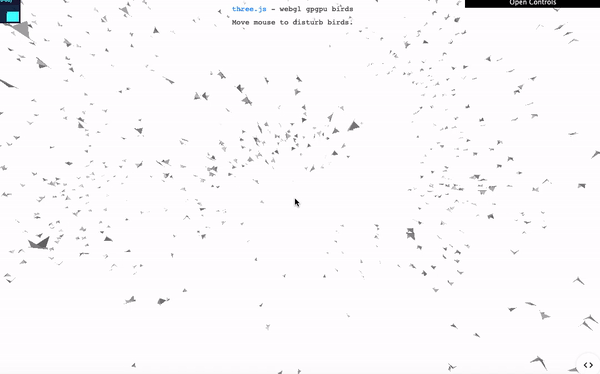 three.js - webgl gpgpu birds
Move mouse to disturb birds.
Open Controls
<>